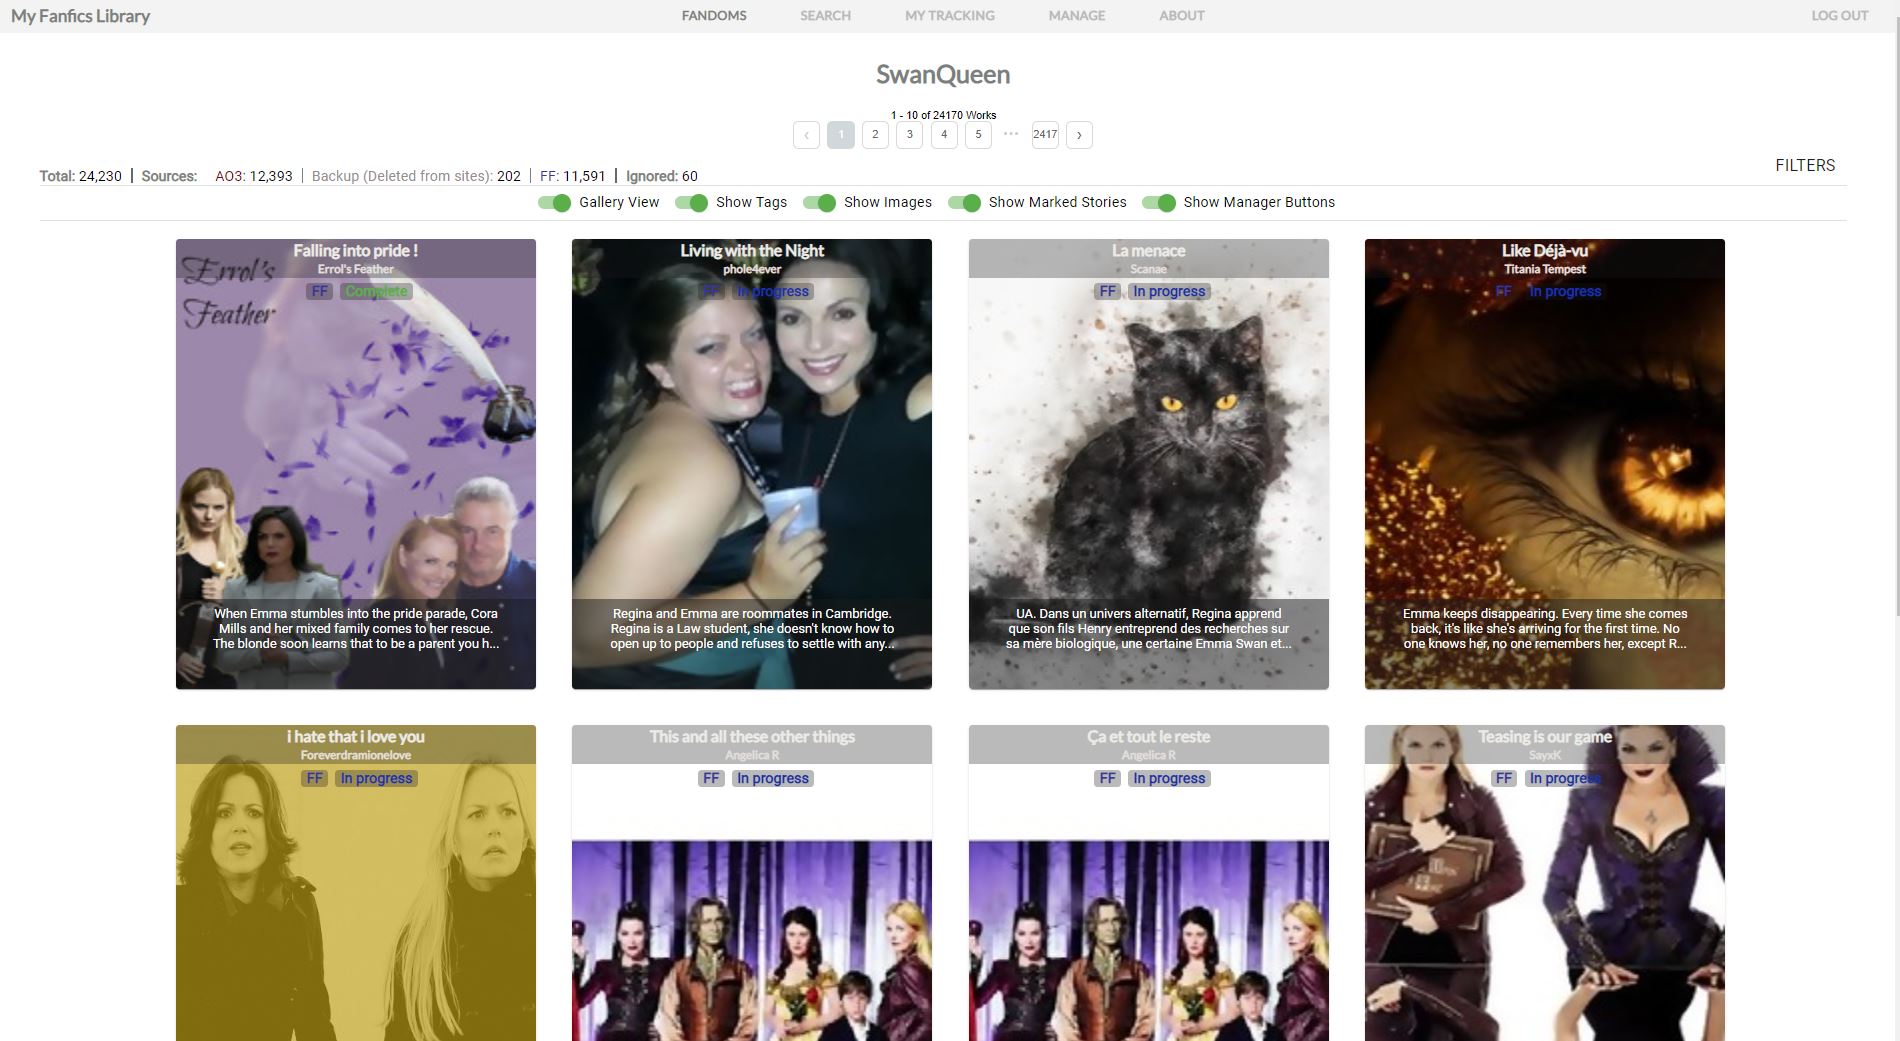 My Fanfics Library
FANDOMS
SEARCH
MY TRACKING
MANAGE
ABOUT
LOG OUT
SwanQueen
1 - 10 of 24170 Works
‹ 1 2 3 4 5 ••• 2417 ›
Total: 24,230 | Sources: AO3: 12,393 | Backup (Deleted from sites): 202 | FF: 11,591 | Ignored: 60
FILTERS
Gallery View
Show Tags
Show Images
Show Marked Stories
Show Manager Buttons
Falling into pride !
Errol's Feather
FF Complete
Errol's
Feather
When Emma stumbles into the pride parade, Cora
Mills and her mixed family comes to her rescue.
The blonde soon learns that to be a parent you h...
Living with the Night
phole4ever
FF In progress
Regina and Emma are roommates in Cambridge.
Regina is a Law student, she doesn't know how to
open up to people and refuses to settle with any...
La menace
Scanae
FF In progress
UA. Dans un univers alternatif, Regina apprend
que son fils Henry entreprend des recherches sur
sa mère biologique, une certaine Emma Swan et...
Like Déjà-vu
Titania Tempest
FF In progress
Emma keeps disappearing. Every time she comes
back, it's like she's arriving for the first time. No
one knows her, no one remembers her, except R...
i hate that i love you
Foreverdramionelove
FF In progress
This and all these other things
Angelica R
FF In progress
Ça et tout le reste
Angelica R
FF In progress
Teasing is our game
SayxK
FF In progress